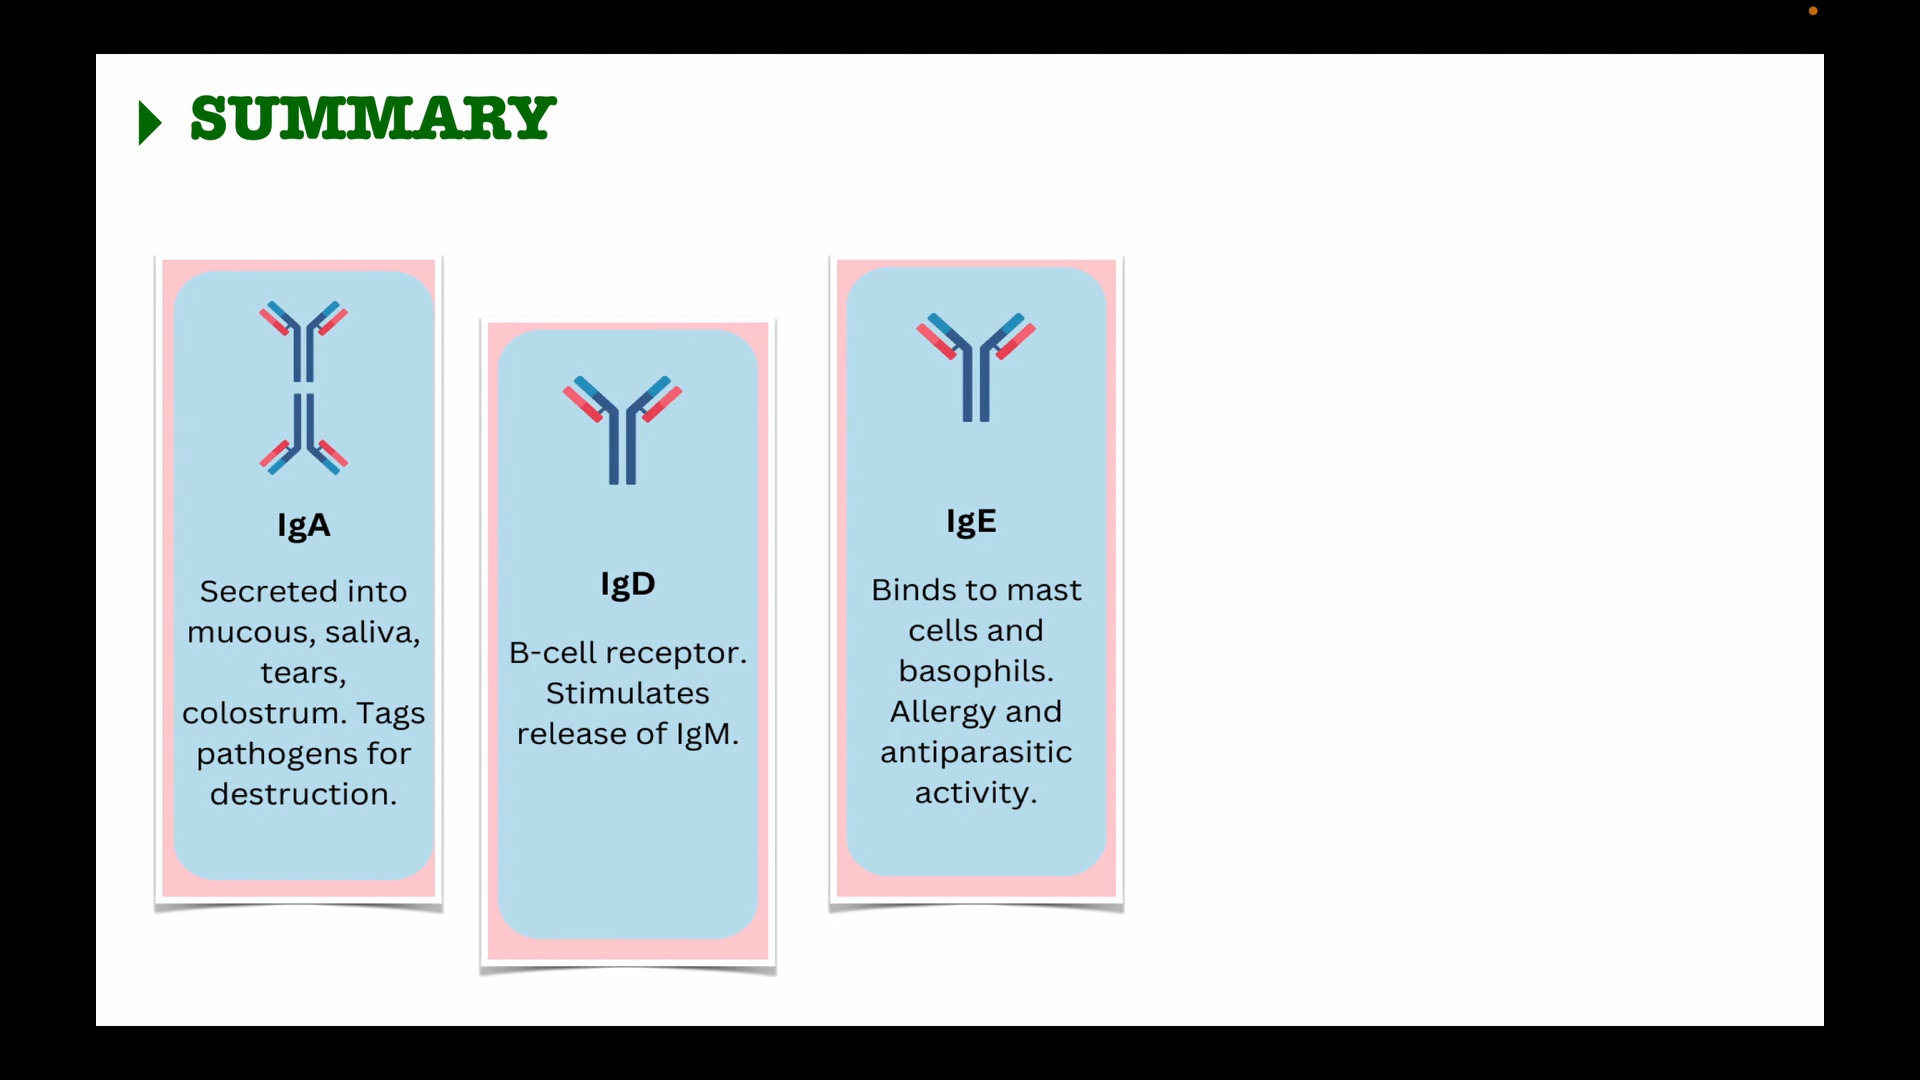 SUMMARY
IgA
Secreted into
mucous, saliva,
tears,
colostrum. Tags
pathogens for
destruction.
IgD
B-cell receptor.
Stimulates
release of IgM.
IgE
Binds to mast
cells and
basophils.
Allergy and
antiparasitic
activity.